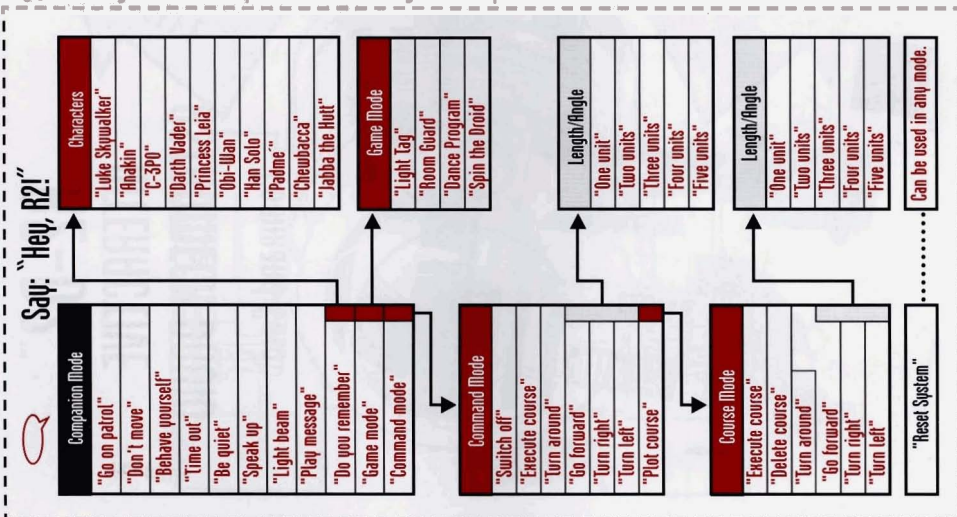 Say: "Hey, R2!"
Companion Mode
"Go on patrol"
"Don't move"
"Behave yourself"
"Time out"
"Be quiet"
"Speak up"
"Light beam"
"Play message"
"Do you remember"
"Game mode"
"Command mode"
Characters
"Luke Skywalker"
"Anakin"
"C-3PO"
"Darth Vader"
"Princess Leia"
"Obi-Wan"
"Han Solo"
"Padmé"
"Chewbacca"
"Jabba the Hutt"
Game Mode
"Light Tag"
"Room Guard"
"Dance Program"
"Spin the Droid"
Command Mode
"Switch off"
"Execute course"
"Turn around"
"Go forward"
"Turn right"
"Turn left"
"Plot course"
Length/Angle
"One unit"
"Two units"
"Three units"
"Four units"
"Five units"
Course Mode
"Execute course"
"Delete course"
"Turn around"
"Go forward"
"Turn right"
"Turn left"
Length/Angle
"One unit"
"Two units"
"Three units"
"Four units"
"Five units"
"Reset System"
Can be used in any mode.